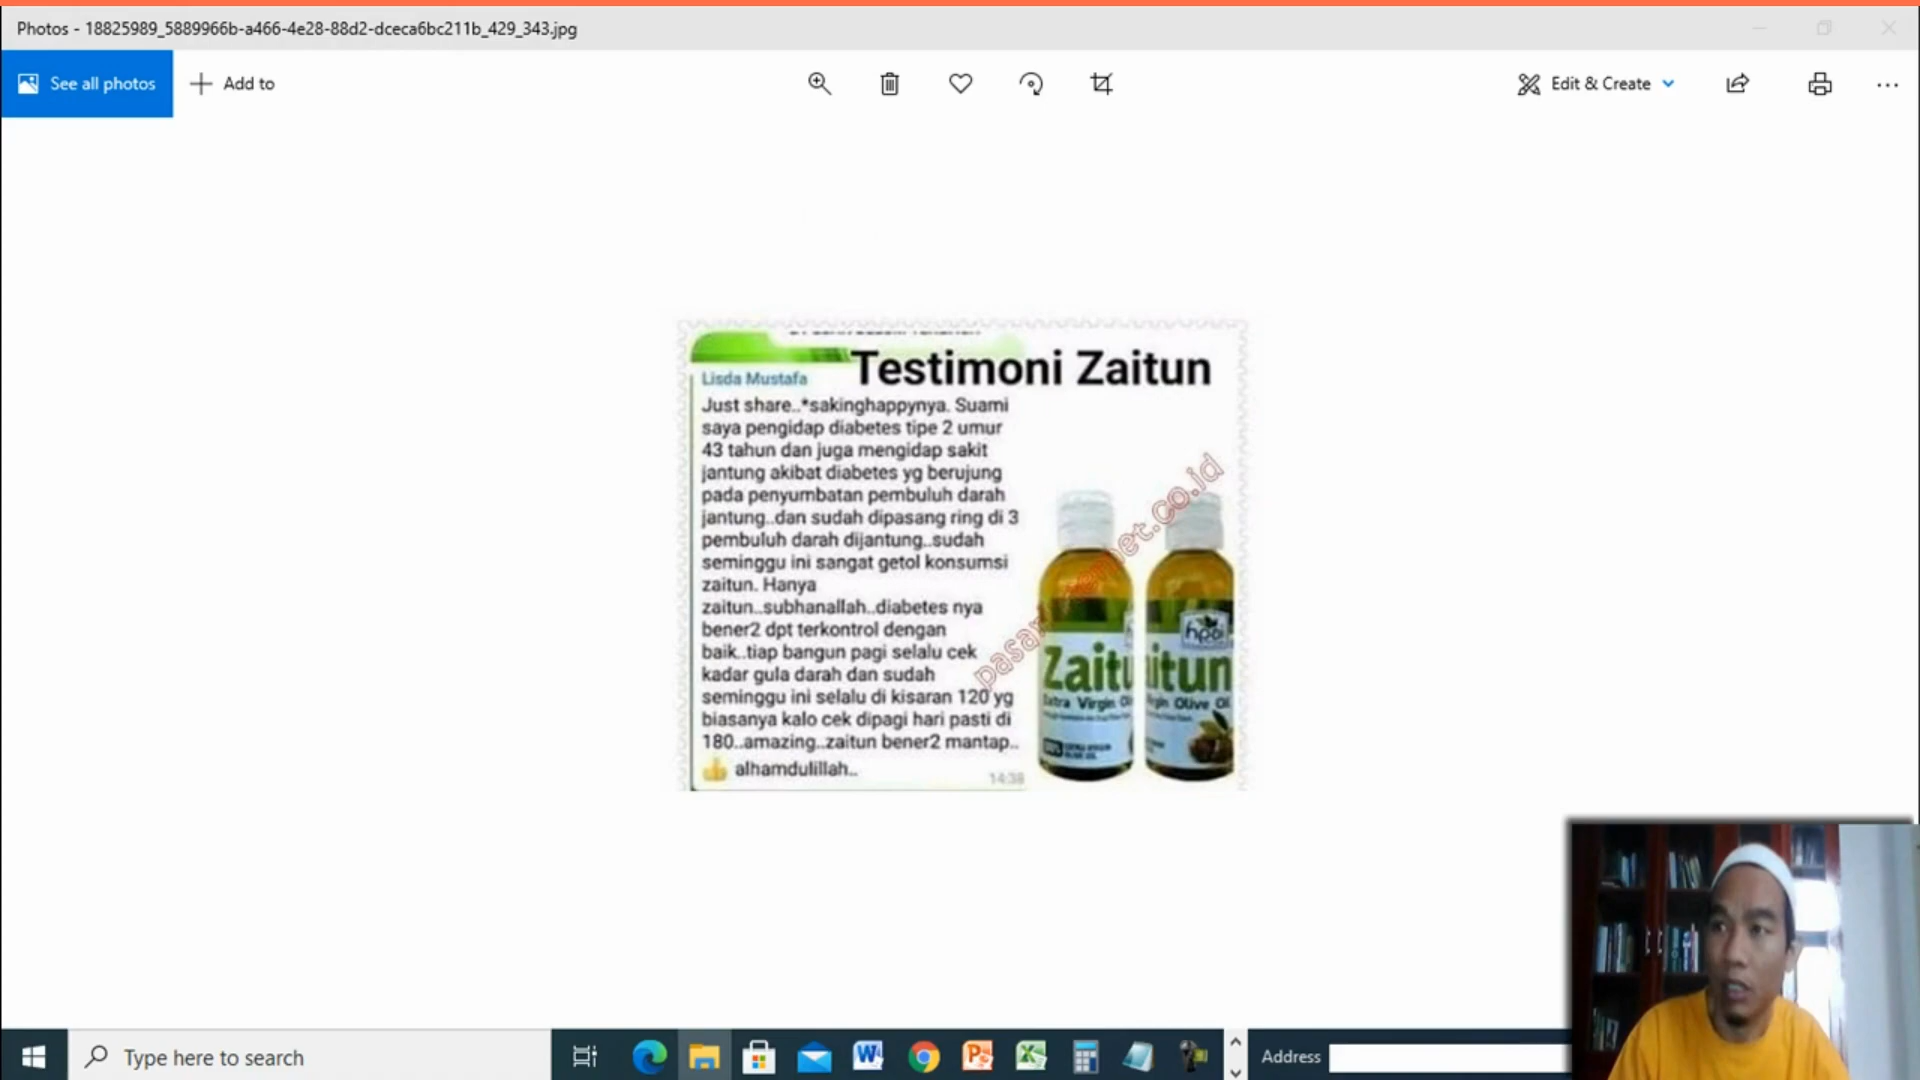 Photos - 18825989_5889966b-a466-4e28-88d2-dceca6bc211b_429_343.jpg
See all photos
Add to
Edit & Create
Testimoni Zaitun
Lisda Mustafa
Just share..*sakinghappynya. Suami
saya pengidap diabetes tipe 2 umur
43 tahun dan juga mengidap sakit
jantung akibat diabetes yg berujung
pada penyumbatan pembuluh darah
jantung..dan sudah dipasang ring di 3
pembuluh darah dijantung..sudah
seminggu ini sangat getol konsumsi
zaitun. Hanya
zaitun..subhanallah..diabetes nya
bener2 dpt terkontrol dengan
baik..tiap bangun pagi selalu cek
kadar gula darah dan sudah
seminggu ini selalu di kisaran 120 yg
biasanya kalo cek dipagi hari pasti di
180..amazing..zaitun bener2 mantap..
alhamdulillah..
14:38
hpai
Zaitu
itun
Extra Virgin
Virgin Olive Oil
Type here to search
Address